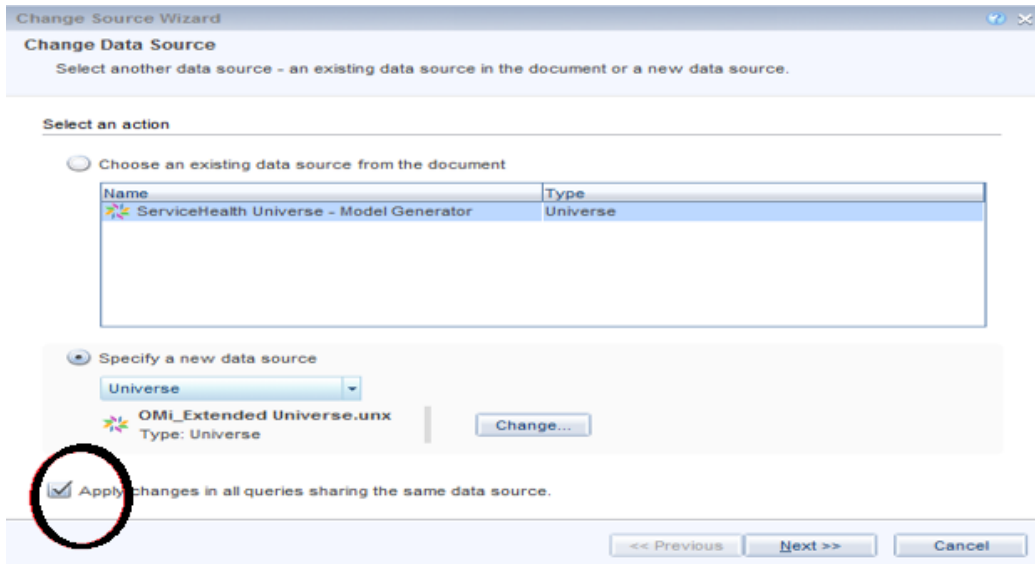 Change Source Wizard
Change Data Source
Select another data source - an existing data source in the document or a new data source.
Select an action
Choose an existing data source from the document
Name Type
ServiceHealth Universe - Model Generator Universe
Specify a new data source
Universe
OMi_Extended Universe.unx
Type: Universe
Change...
Apply changes in all queries sharing the same data source.
<< Previous Next >> Cancel